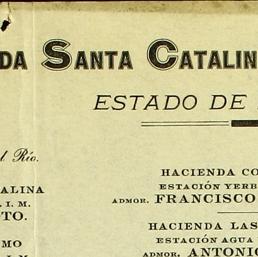 DA SANTA CATALIN
ESTADO DE
l Río.
ALINA
. I. M.
OTO.
MO
. I. M.
HACIENDA CO
ESTACIÓN YERB
ADMOR. FRANCISCO
HACIENDA LAS
ESTACIÓN AGUA
ADMOR. ANTONIO